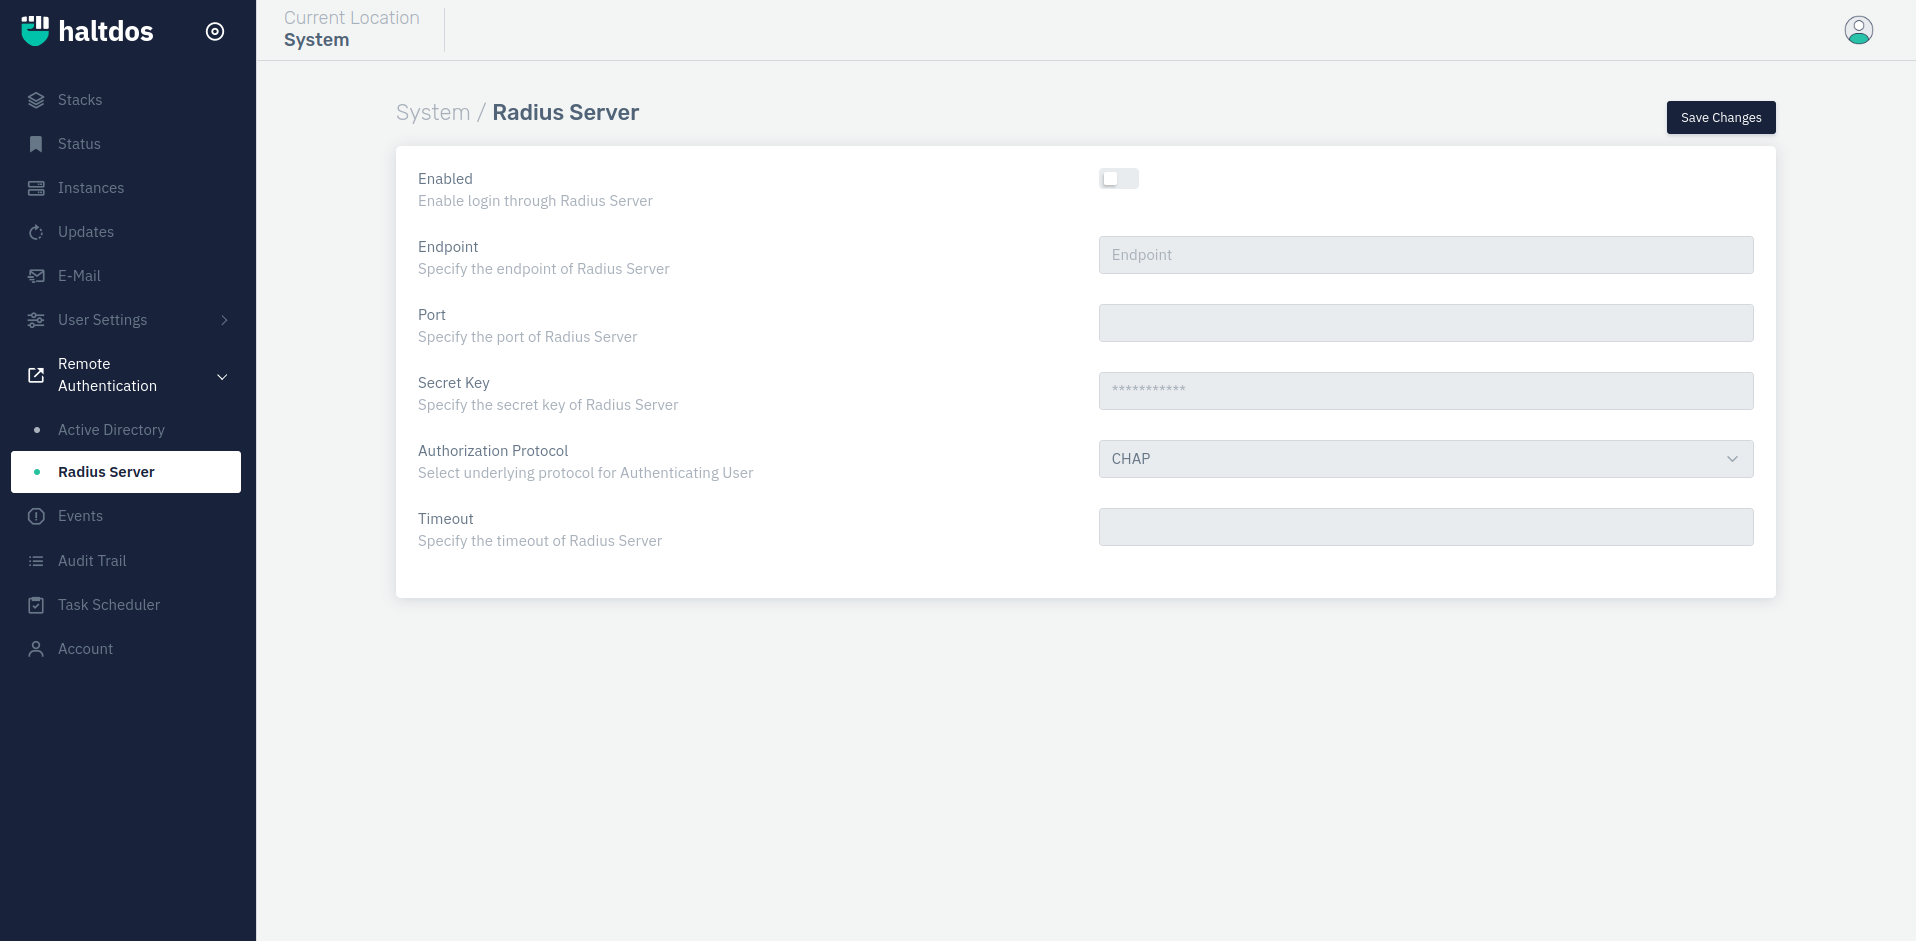 haltdos
Stacks
Status
Instances
Updates
E-Mail
User Settings
Remote
Authentication
Active Directory
Radius Server
Events
Audit Trail
Task Scheduler
Account
Current Location
System
System / Radius Server
Save Changes
Enabled
Enable login through Radius Server
Endpoint
Specify the endpoint of Radius Server
Endpoint
Port
Specify the port of Radius Server
Secret Key
Specify the secret key of Radius Server
***********
Authorization Protocol
Select underlying protocol for Authenticating User
CHAP
Timeout
Specify the timeout of Radius Server